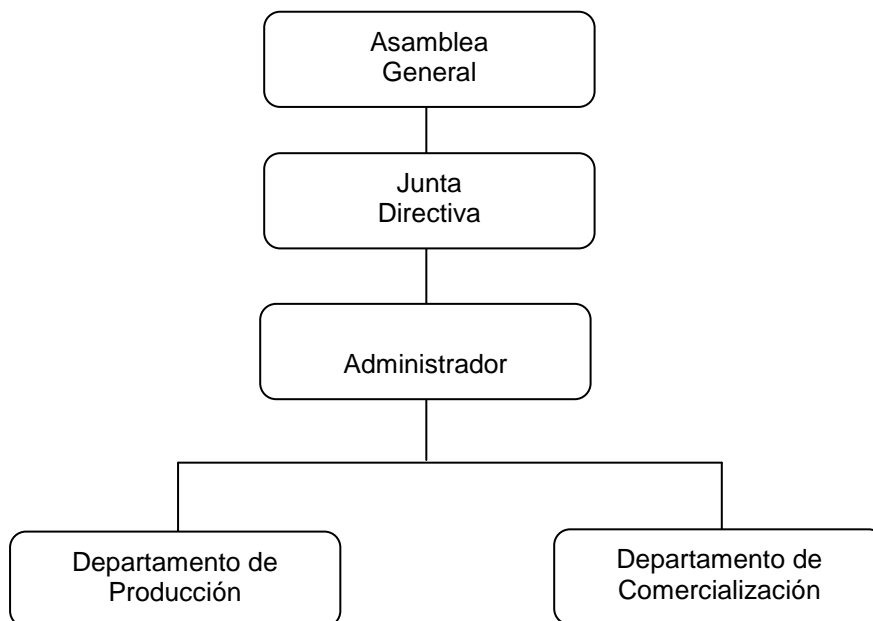 Asamblea
General
Junta
Directiva
Administrador
Departamento de
Producción
Departamento de
Comercialización